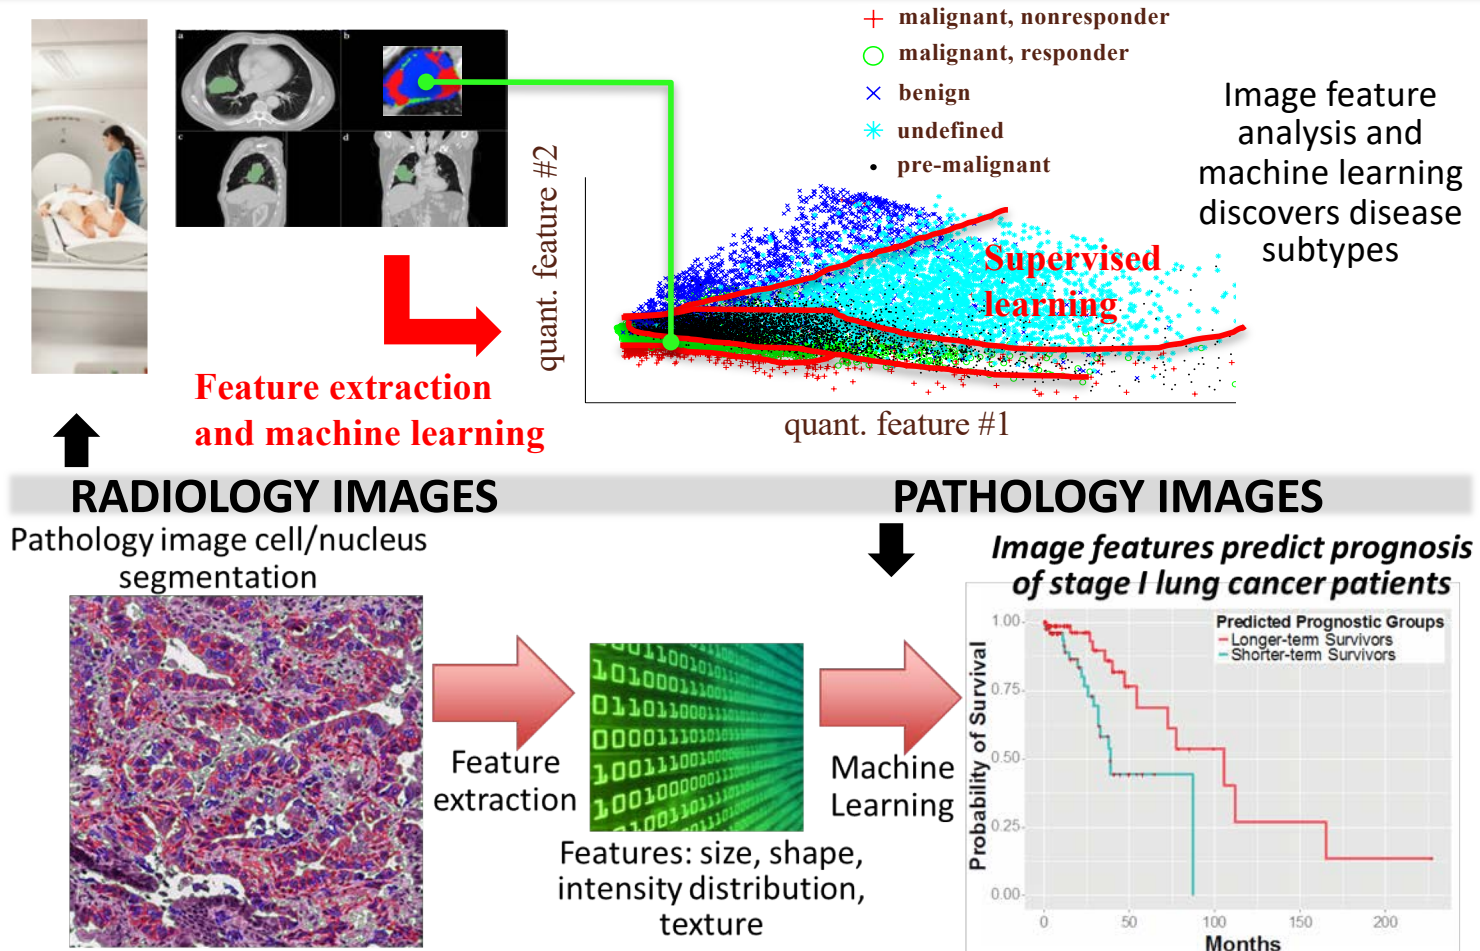 malignant, nonresponder
malignant, responder
benign
undefined
pre-malignant
Image feature
analysis and
machine learning
discovers disease
subtypes
a
b
c
d
quant. feature #2
Supervised
learning
Feature extraction
and machine learning
quant. feature #1
RADIOLOGY IMAGES
PATHOLOGY IMAGES
Pathology image cell/nucleus
segmentation
Image features predict prognosis
of stage I lung cancer patients
Feature
extraction
Features: size, shape,
intensity distribution,
texture
Machine
Learning
Predicted Prognostic Groups
Longer-term Survivors
Shorter-term Survivors
Probability of Survival
1.00
0.75
0.50
0.25
0.00
0
50
100
150
200
Months